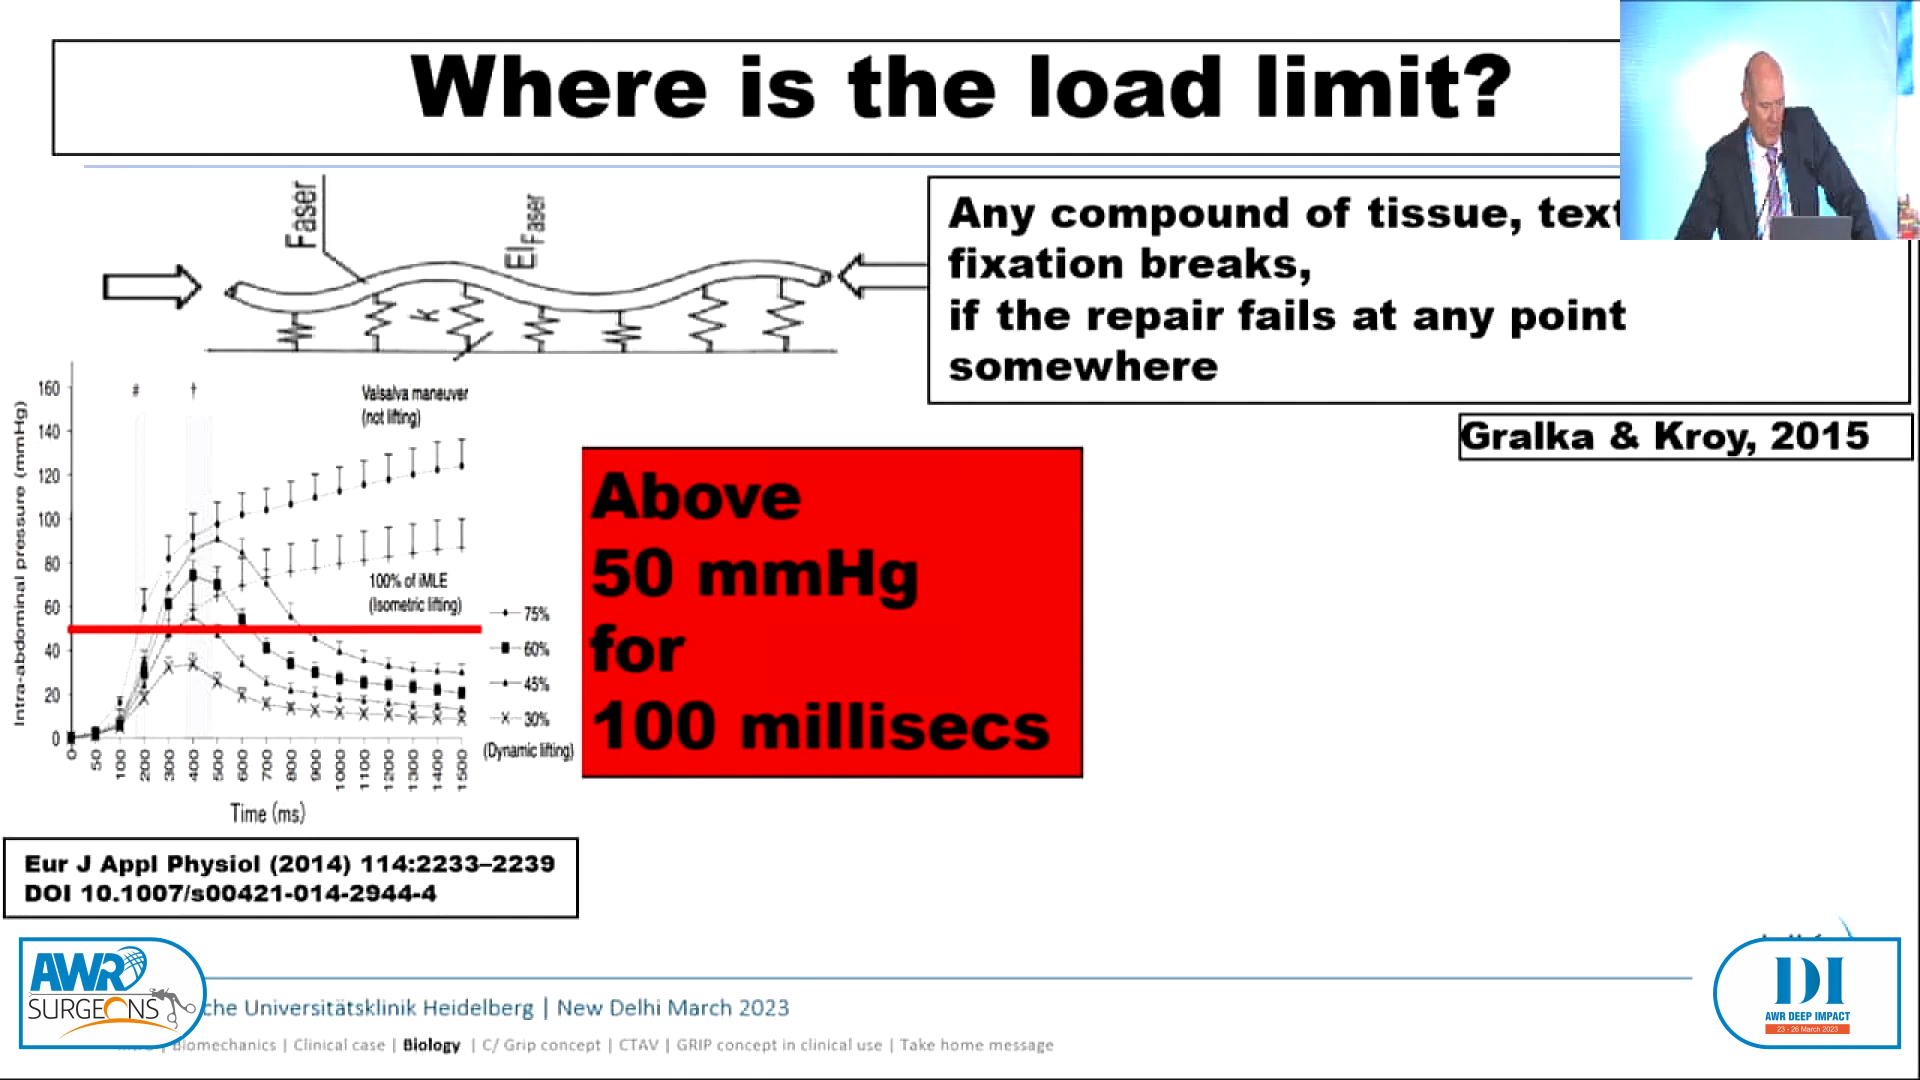 Where is the load limit?
Faser
EI Faser
k
Any compound of tissue,
fixation breaks,
if the repair fails at any point
somewhere
Gralka & Kroy, 2015
Intra-abdominal pressure (mmHg)
160
140
120
100
80
60
40
20
0
# †
Valsalva maneuver
(not lifting)
100% of iMLE
(Isometric lifting)
75%
60%
45%
30%
(Dynamic lifting)
0 50 100 200 300 400 500 600 700 800 900 1000 1100 1200 1300 1400 1500
Time (ms)
Above
50 mmHg
for
100 millisecs
Eur J Appl Physiol (2014) 114:2233–2239
DOI 10.1007/s00421-014-2944-4
AWR
SURGEONS
che Universitätsklinik Heidelberg | New Delhi March 2023
Biomechanics | Clinical case | Biology | C/ Grip concept | CTAV | GRIP concept in clinical use | Take home message
DI
AWR DEEP IMPACT
23 - 26 March 2023